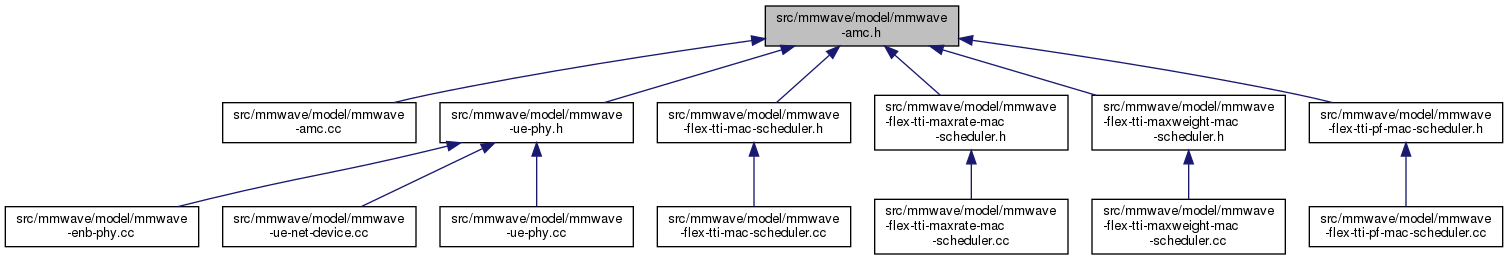 src/mmwave/model/mmwave
-amc.h
src/mmwave/model/mmwave
-amc.cc
src/mmwave/model/mmwave
-ue-phy.h
src/mmwave/model/mmwave
-flex-tti-mac-scheduler.h
src/mmwave/model/mmwave
-flex-tti-maxrate-mac
-scheduler.h
src/mmwave/model/mmwave
-flex-tti-maxweight-mac
-scheduler.h
src/mmwave/model/mmwave
-flex-tti-pf-mac-scheduler.h
src/mmwave/model/mmwave
-enb-phy.cc
src/mmwave/model/mmwave
-ue-net-device.cc
src/mmwave/model/mmwave
-ue-phy.cc
src/mmwave/model/mmwave
-flex-tti-mac-scheduler.cc
src/mmwave/model/mmwave
-flex-tti-maxrate-mac
-scheduler.cc
src/mmwave/model/mmwave
-flex-tti-maxweight-mac
-scheduler.cc
src/mmwave/model/mmwave
-flex-tti-pf-mac-scheduler.cc